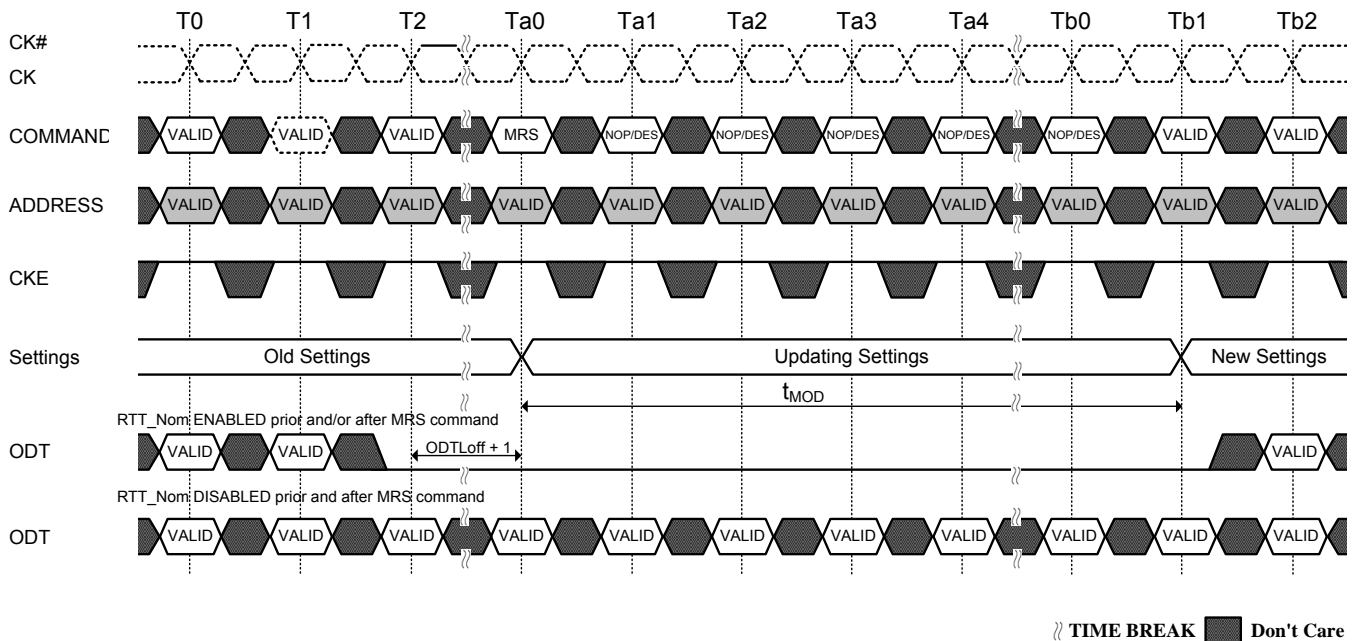 T0 T1 T2 Ta0 Ta1 Ta2 Ta3 Ta4 Tb0 Tb1 Tb2
CK#
CK
COMMAND VALID VALID VALID MRS NOP/DES NOP/DES NOP/DES NOP/DES NOP/DES VALID VALID
ADDRESS VALID VALID VALID VALID VALID VALID VALID VALID VALID VALID VALID
CKE
Settings Old Settings Updating Settings New Settings
tMOD
RTT_Nom ENABLED prior and/or after MRS command
ODT VALID VALID ODTLoff + 1 VALID
RTT_Nom DISABLED prior and after MRS command
ODT VALID VALID VALID VALID VALID VALID VALID VALID VALID VALID VALID
TIME BREAK Don't Care